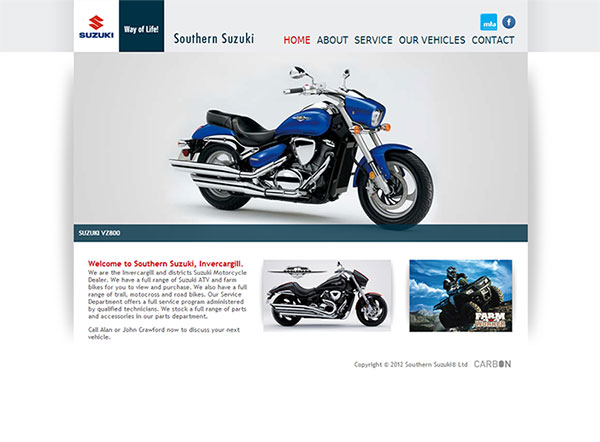 SUZUKI
Way of Life!
Southern Suzuki
mta
f
HOME ABOUT SERVICE OUR VEHICLES CONTACT
SUZUKI VZ800
Welcome to Southern Suzuki, Invercargill.
We are the Invercargill and districts Suzuki Motorcycle
Dealer. We have a full range of Suzuki ATV and farm
bikes for you to view and purchase. We also have a full
range of trail, motocross and road bikes. Our Service
Department offers a full service program administered
by qualified technicians. We stock a full range of parts
and accessories in our parts department.
Call Alan or John Crawford now to discuss your next
vehicle.
FARM
WORKER
Copyright © 2012 Southern Suzuki® Ltd CARBON